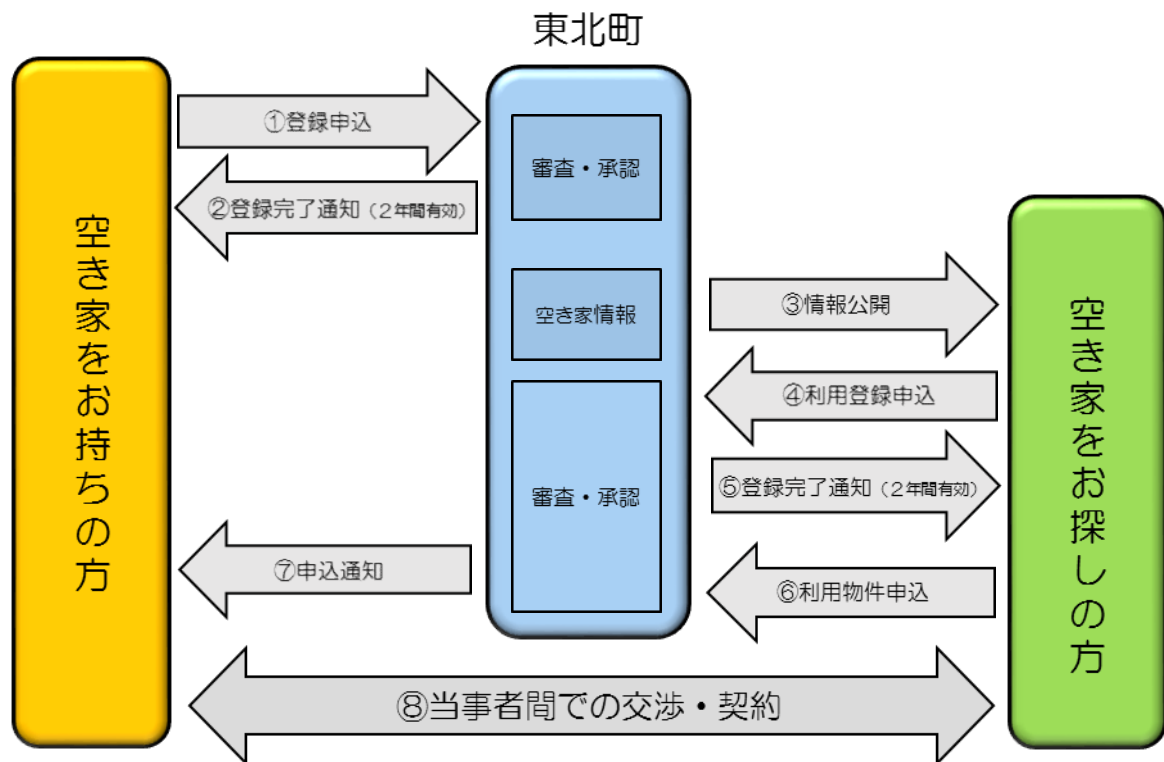 東北町
空き家をお持ちの方
①登録申込
②登録完了通知（２年間有効）
審査・承認
空き家情報
審査・承認
③情報公開
④利用登録申込
⑤登録完了通知（２年間有効）
⑥利用物件申込
⑦申込通知
⑧当事者間での交渉・契約
空き家をお探しの方